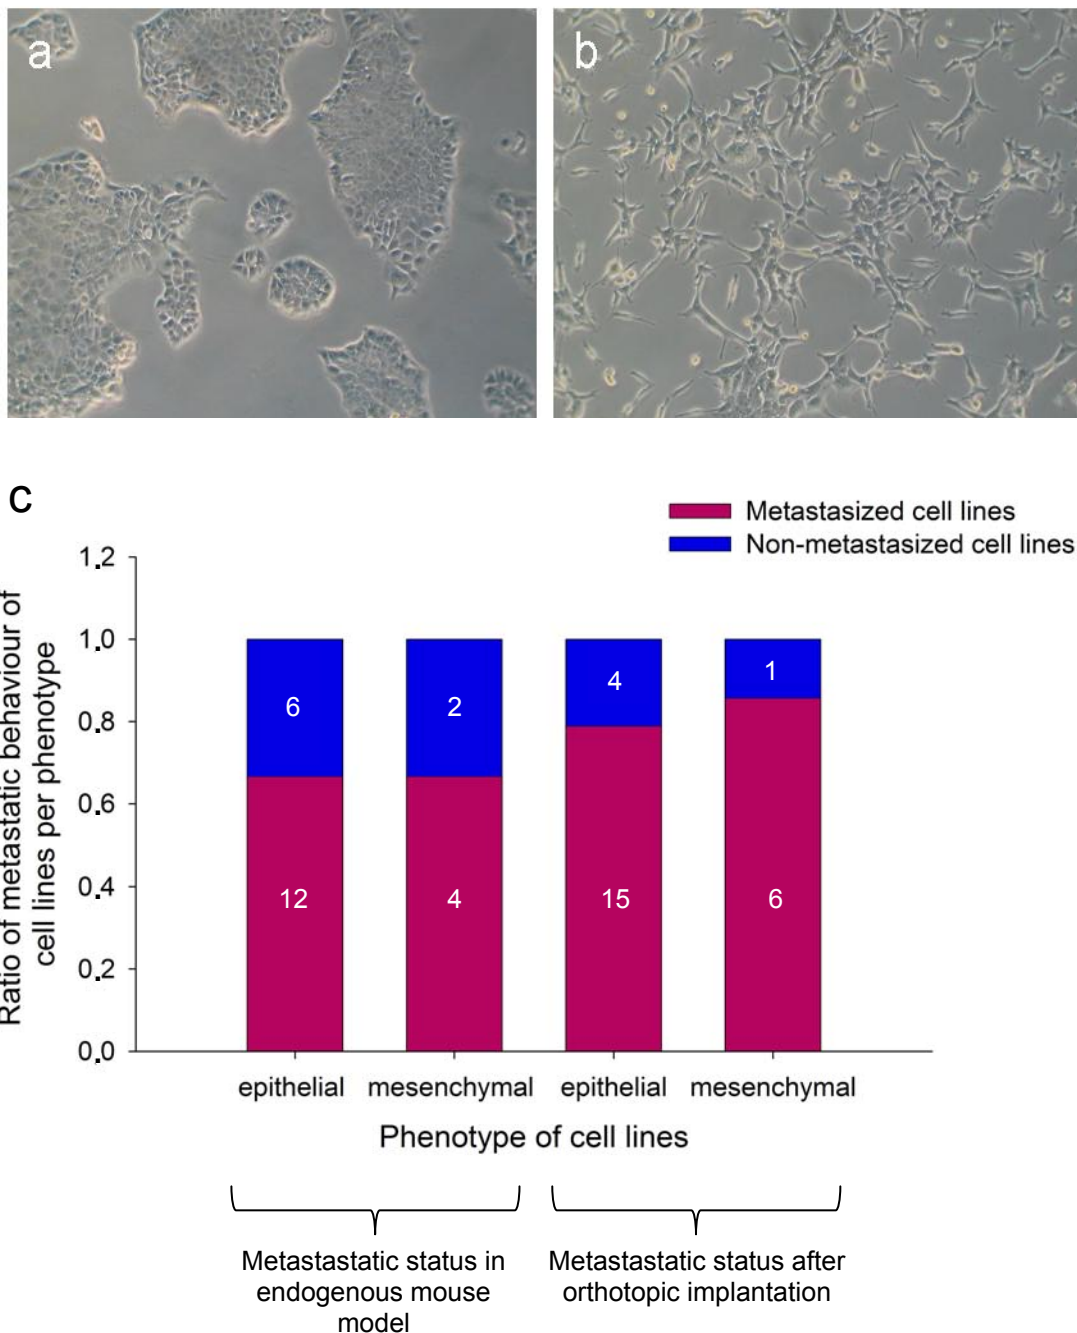 a
b
c
Metastasized cell lines
Non-metastasized cell lines
Ratio of metastatic behaviour of
cell lines per phenotype
1.2
1.0
0.8
0.6
0.4
0.2
0.0
6
2
4
1
12
4
15
6
epithelial mesenchymal epithelial mesenchymal
Phenotype of cell lines
Metastastatic status in
endogenous mouse
model
Metastastatic status after
orthotopic implantation